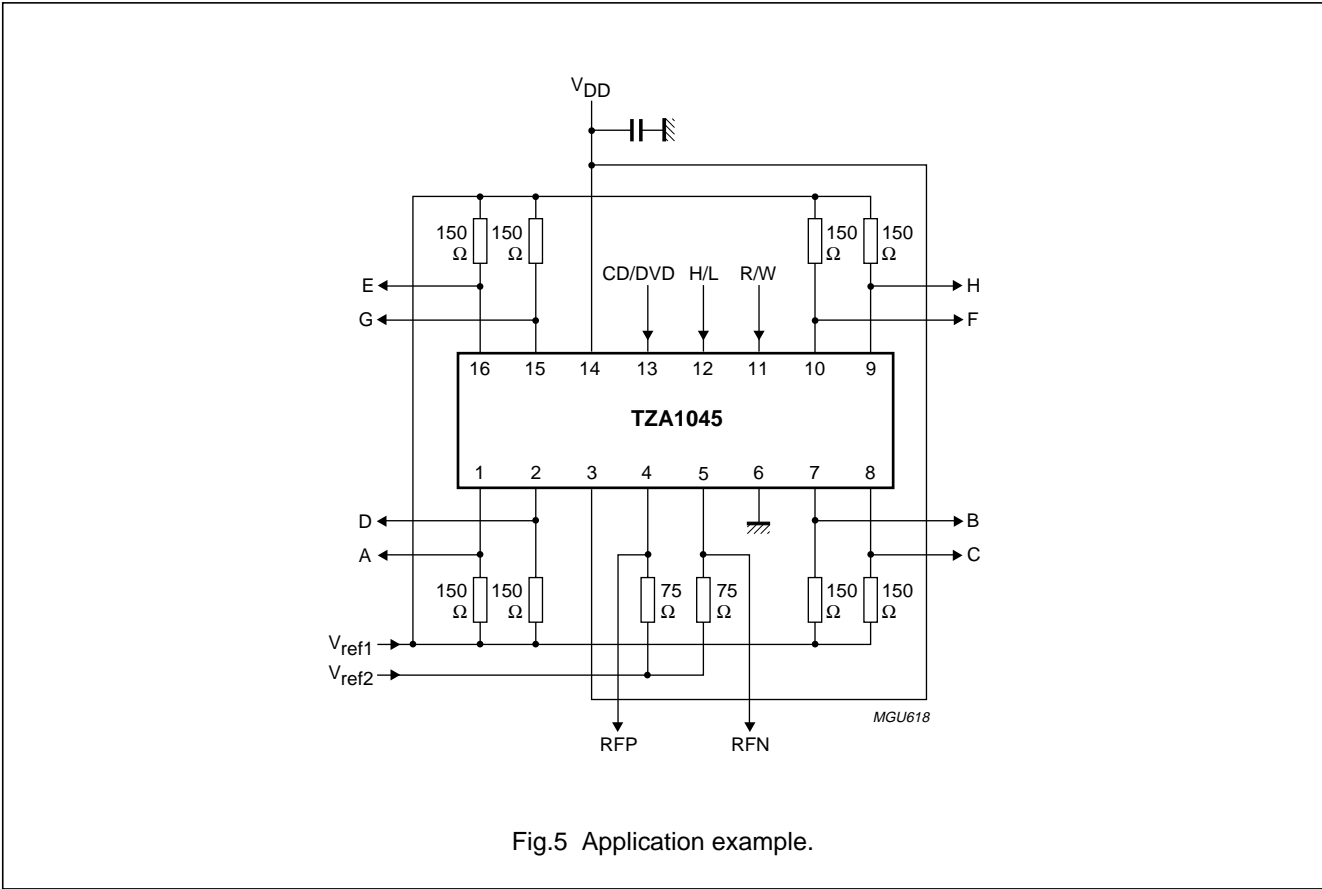 VDD
150 Ω 150 Ω 150 Ω 150 Ω
CD/DVD H/L R/W
E H
G F
16 15 14 13 12 11 10 9
TZA1045
1 2 3 4 5 6 7 8
D B
A C
150 Ω 150 Ω 75 Ω 75 Ω 150 Ω 150 Ω
Vref1
Vref2
MGU618
RFP RFN
Fig.5 Application example.